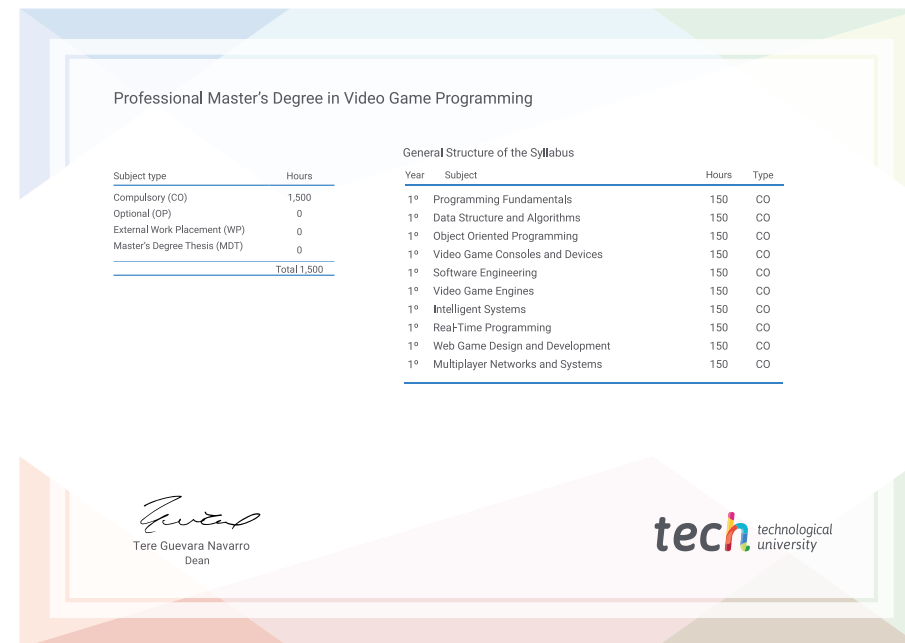 Professional Master's Degree in Video Game Programming
Subject type Hours
Compulsory (CO) 1,500
Optional (OP) 0
External Work Placement (WP) 0
Master's Degree Thesis (MDT) 0
Total 1,500
General Structure of the Syllabus
Year Subject Hours Type
1º Programming Fundamentals 150 CO
1º Data Structure and Algorithms 150 CO
1º Object Oriented Programming 150 CO
1º Video Game Consoles and Devices 150 CO
1º Software Engineering 150 CO
1º Video Game Engines 150 CO
1º Intelligent Systems 150 CO
1º Real-Time Programming 150 CO
1º Web Game Design and Development 150 CO
1º Multiplayer Networks and Systems 150 CO
Tere Guevara Navarro
Dean
tech technological
university